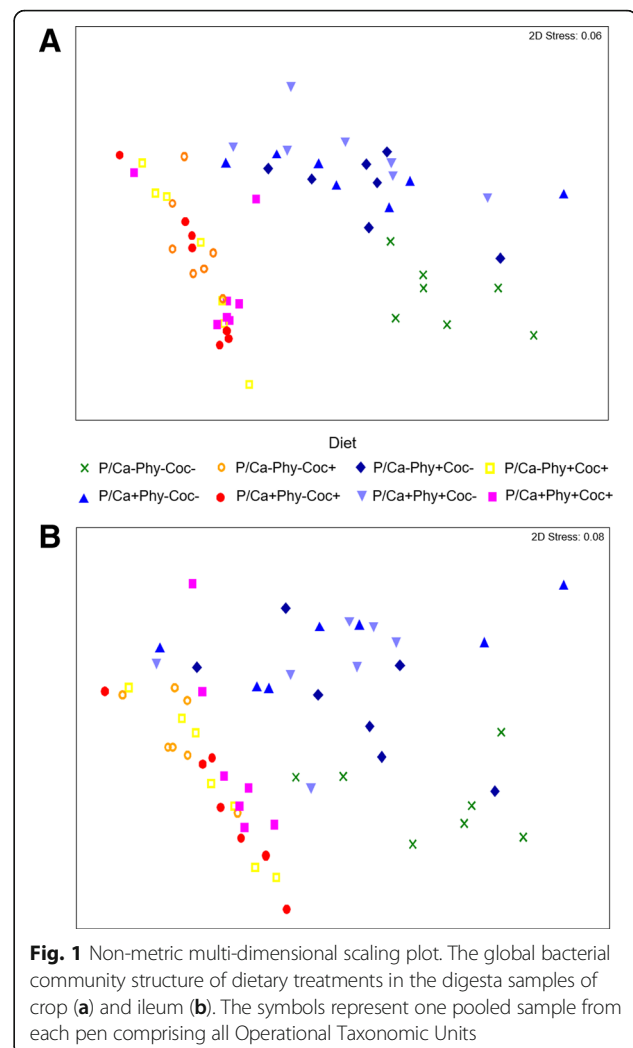 A
2D Stress: 0.06
Diet
P/Ca-Phy-Coc- P/Ca-Phy-Coc+ P/Ca-Phy+Coc- P/Ca-Phy+Coc+
P/Ca+Phy-Coc- P/Ca+Phy-Coc+ P/Ca+Phy+Coc- P/Ca+Phy+Coc+
B
2D Stress: 0.08
Fig. 1 Non-metric multi-dimensional scaling plot. The global bacterial
community structure of dietary treatments in the digesta samples of
crop (a) and ileum (b). The symbols represent one pooled sample from
each pen comprising all Operational Taxonomic Units